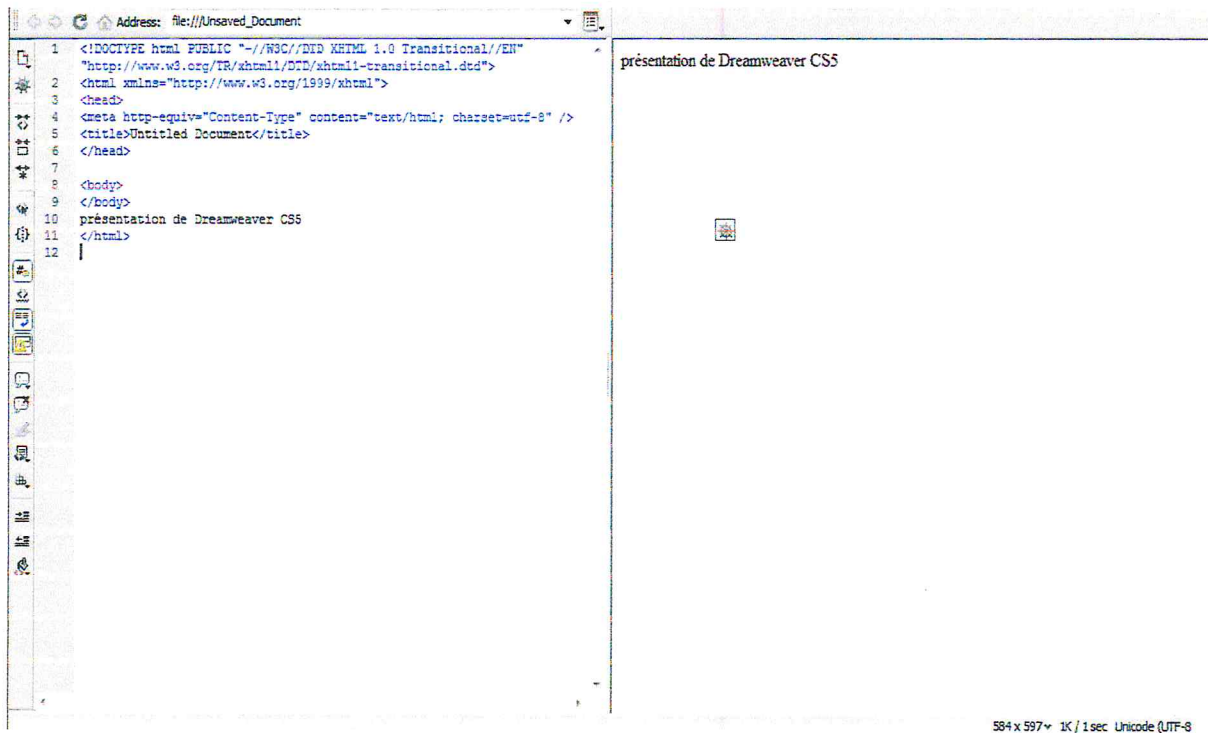 Address: file:///Unsaved_Document
1 <!DOCTYPE html PUBLIC "-//W3C//DTD XHTML 1.0 Transitional//EN"
"http://www.w3.org/TR/xhtml1/DTD/xhtml1-transitional.dtd">
2 <html xmlns="http://www.w3.org/1999/xhtml">
3 <head>
4 <meta http-equiv="Content-Type" content="text/html; charset=utf-8" />
5 <title>Untitled Document</title>
6 </head>
7
8 <body>
9 </body>
10 présentation de Dreamweaver CS5
11 </html>
12
présentation de Dreamweaver CS5
584 x 597 1K / 1 sec Unicode (UTF-8